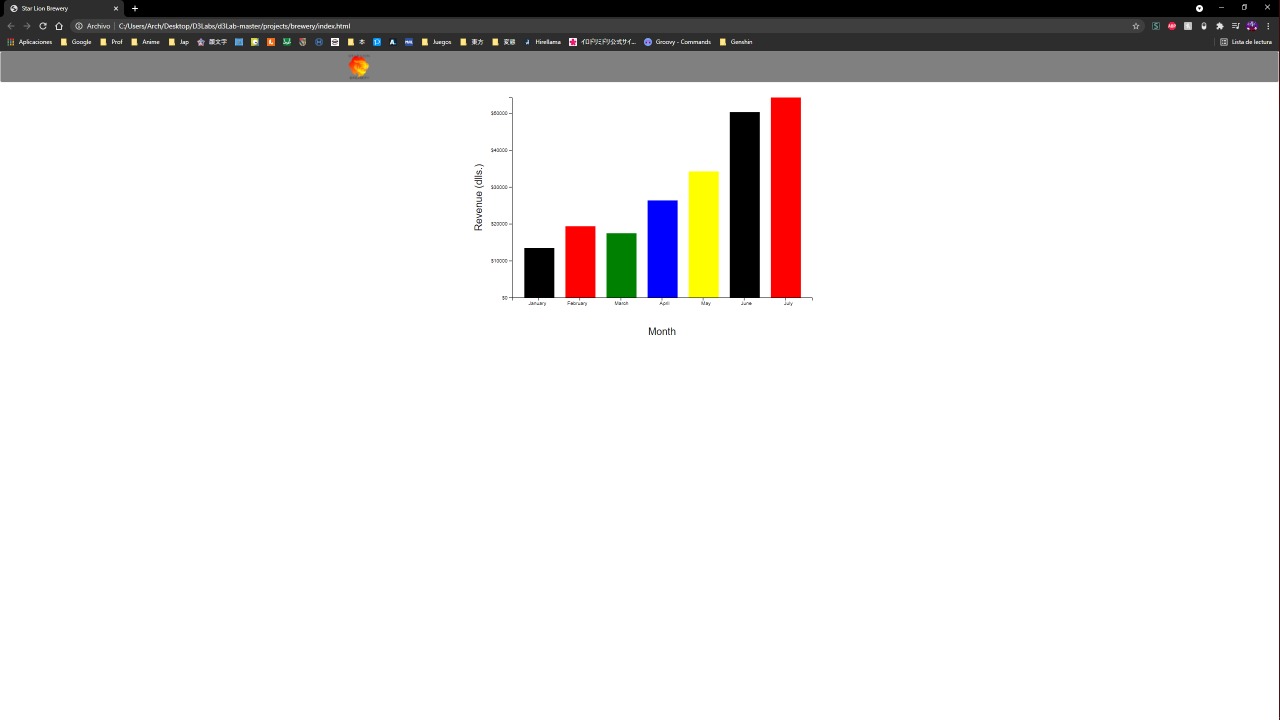 Star Lion Brewery
Archivo C:/Users/Arch/Desktop/D3Labs/d3Lab-master/projects/brewery/index.html
Aplicaciones Google Prof Anime Jap 顔文字 本 Juegos 東方 変態 Hirellama イロドリミドリ公式サイ... Groovy - Commands Genshin Lista de lectura
$50000
$40000
$30000
$20000
$10000
$0
Revenue (dlls.)
January February March April May June July
Month